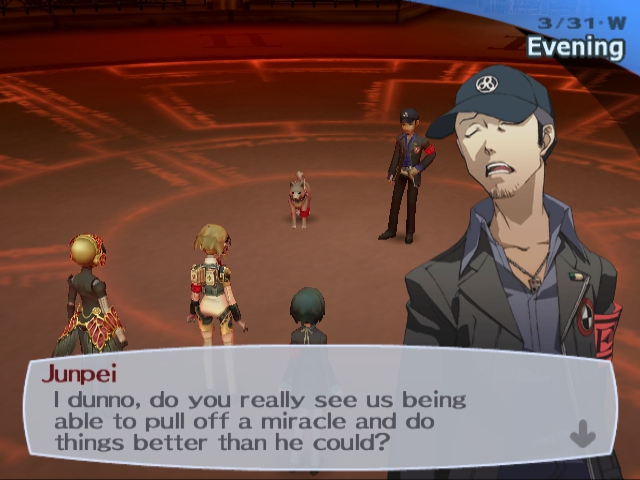 3/31·W
Evening
Junpei
I dunno, do you really see us being
able to pull off a miracle and do
things better than he could?